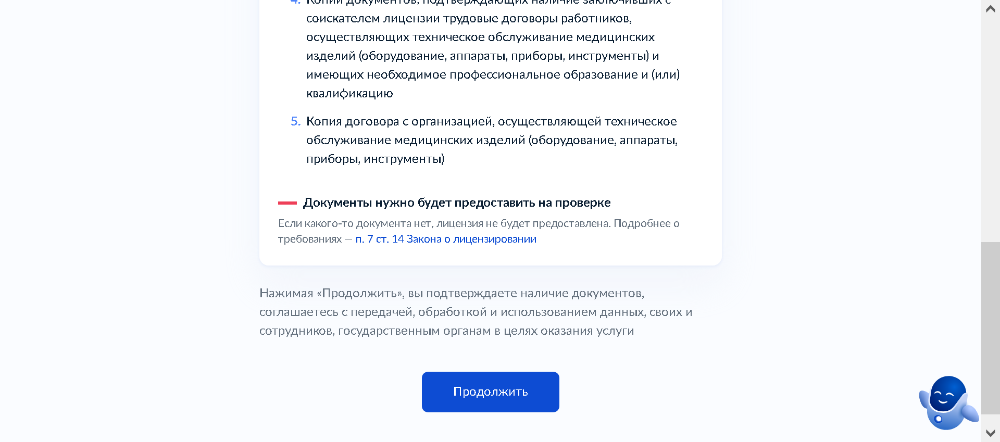 4. Копии документов, подтверждающих наличие заключивших с
соискателем лицензии трудовые договоры работников,
осуществляющих техническое обслуживание медицинских
изделий (оборудование, аппараты, приборы, инструменты) и
имеющих необходимое профессиональное образование и (или)
квалификацию
5. Копия договора с организацией, осуществляющей техническое
обслуживание медицинских изделий (оборудование, аппараты,
приборы, инструменты)
Документы нужно будет предоставить на проверке
Если какого-то документа нет, лицензия не будет предоставлена. Подробнее о
требованиях — п. 7 ст. 14 Закона о лицензировании
Нажимая «Продолжить», вы подтверждаете наличие документов,
соглашаетесь с передачей, обработкой и использованием данных, своих и
сотрудников, государственным органам в целях оказания услуги
Продолжить